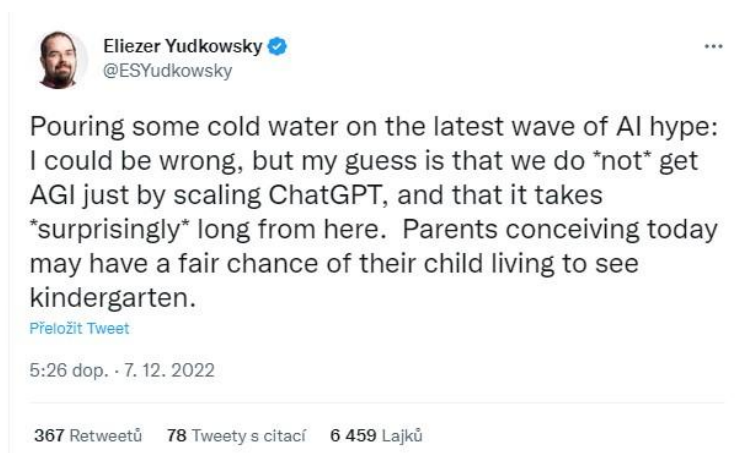 Eliezer Yudkowsky
@ESYudkowsky
Pouring some cold water on the latest wave of AI hype:
I could be wrong, but my guess is that we do *not* get
AGI just by scaling ChatGPT, and that it takes
*surprisingly* long from here.  Parents conceiving today
may have a fair chance of their child living to see
kindergarten.
Přeložit Tweet
5:26 dop. · 7. 12. 2022
367 Retweetů 78 Tweety s citací 6 459 Lajků